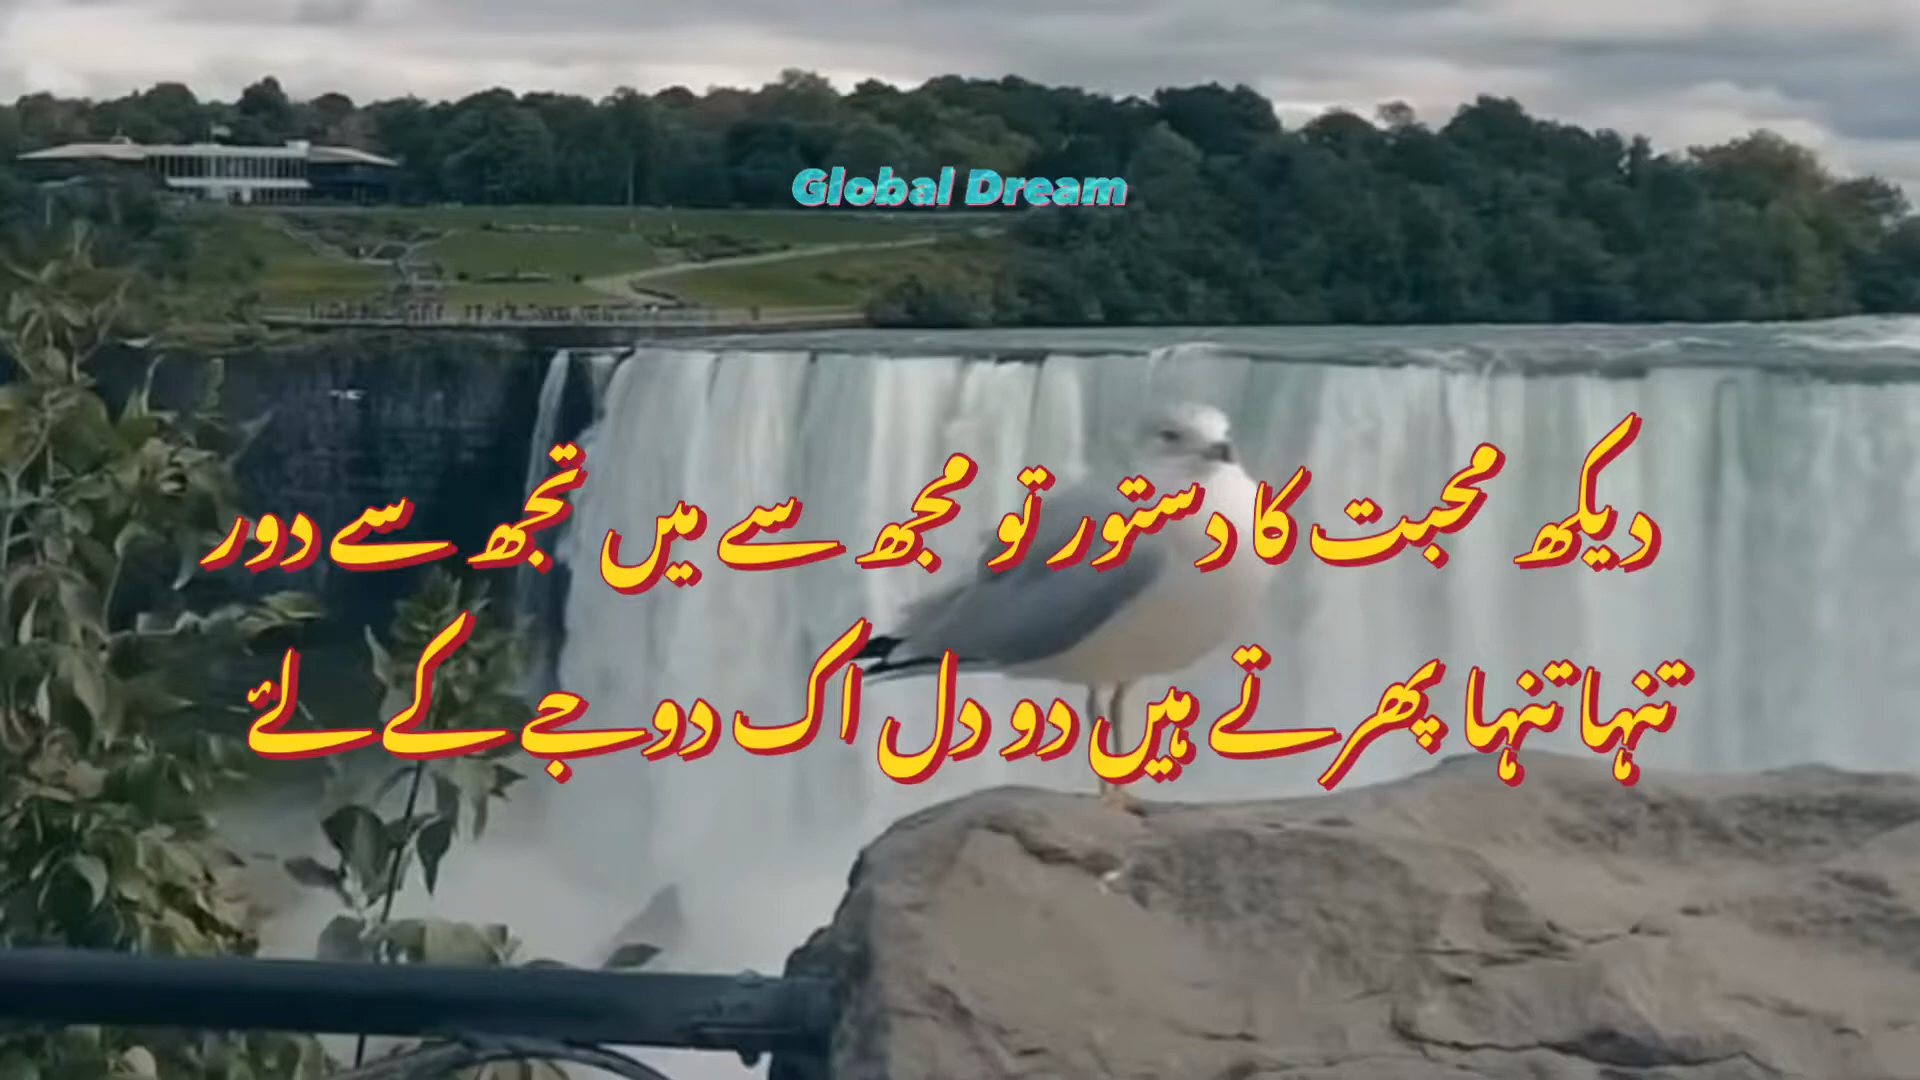 Global Dream
دیکھ محبت کا دستور تو مجھ سے میں تجھ سے دور
تنہا تنہا پھرتے ہیں دو دل اک دوجے کے لئے